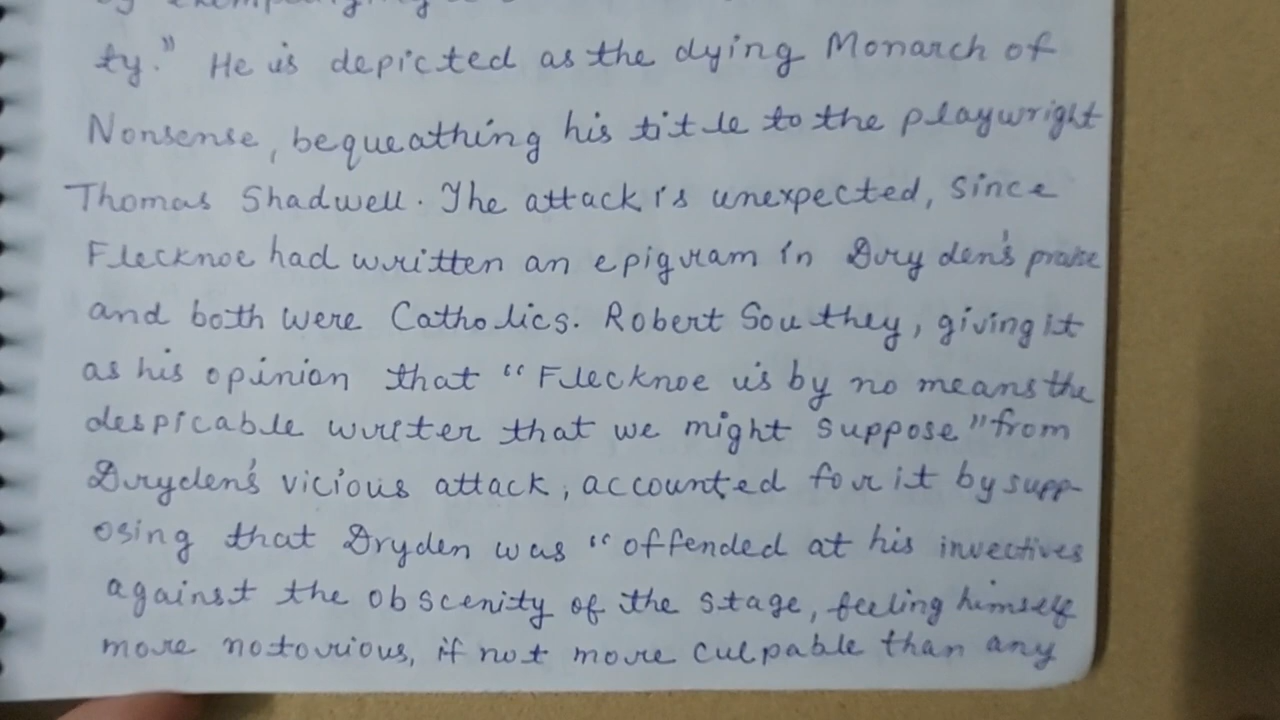 ty." He is depicted as the dying Monarch of
Nonsense, bequeathing his title to the playwright
Thomas Shadwell. The attack is unexpected, Since
Flecknoe had written an epigram in Dryden's praise
and both were Catholics. Robert Southey, giving it
as his opinion that "Flecknoe is by no means the
despicable writer that we might suppose" from
Dryden's vicious attack, accounted for it by supp-
osing that Dryden was "offended at his invectives
against the obscenity of the stage, feeling himself
more notorious, if not more culpable than any